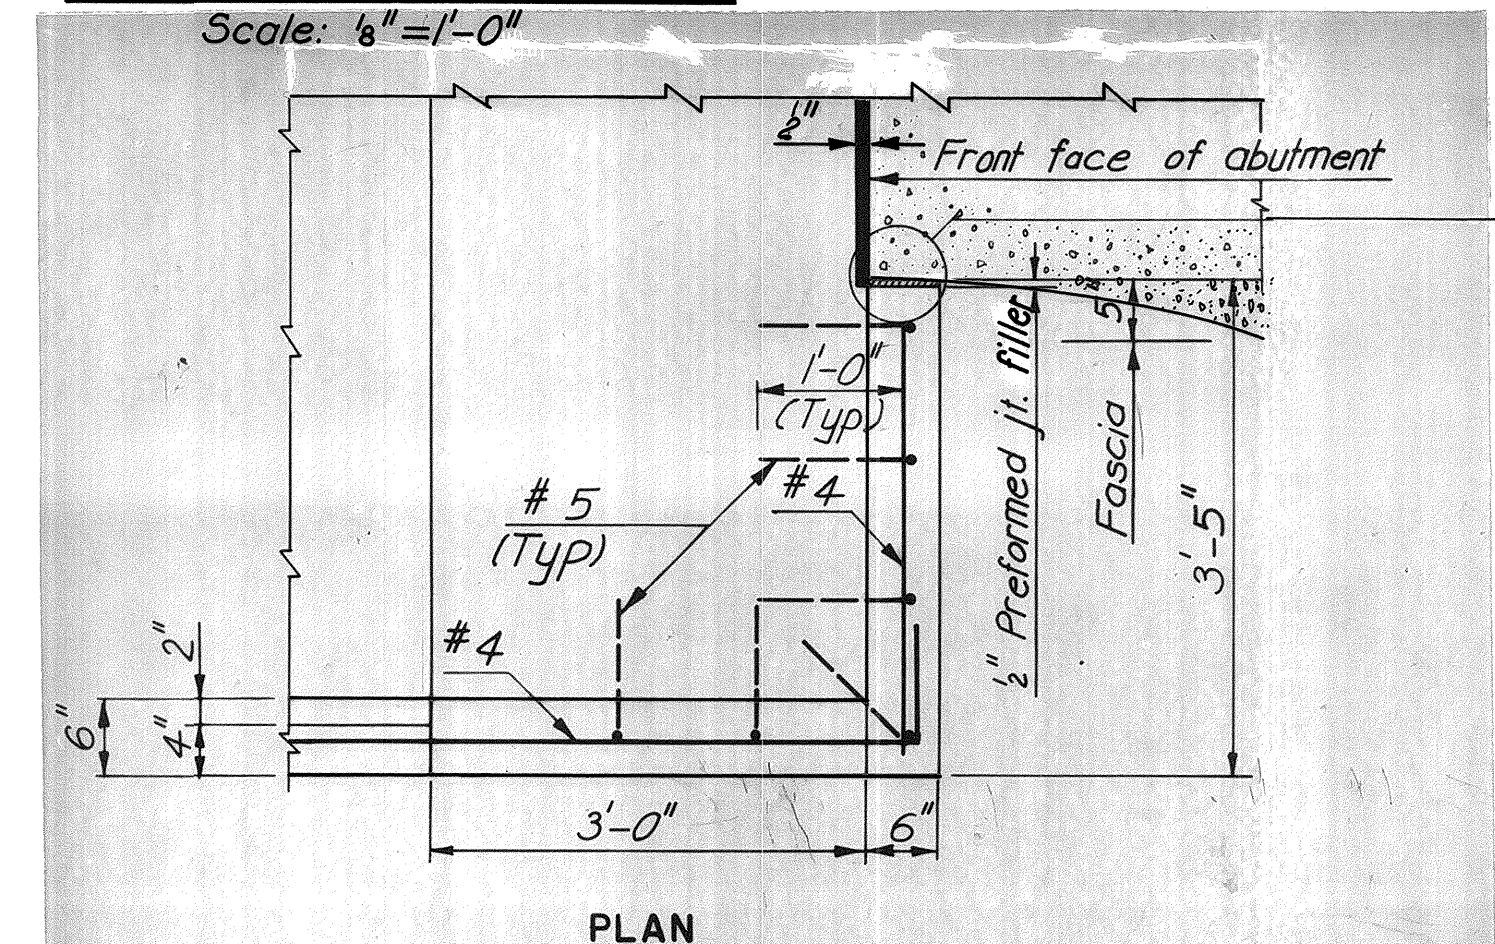 Scale: 1/8" = 1'-0"
1/2"
Front face of abutment
1'-0"
(Typ)
5"
1/2" Preformed jt. filler
Fascia
3'-5"
# 5
(Typ)
# 4
# 4
2"
6"
4"
3'-0"
6"
PLAN